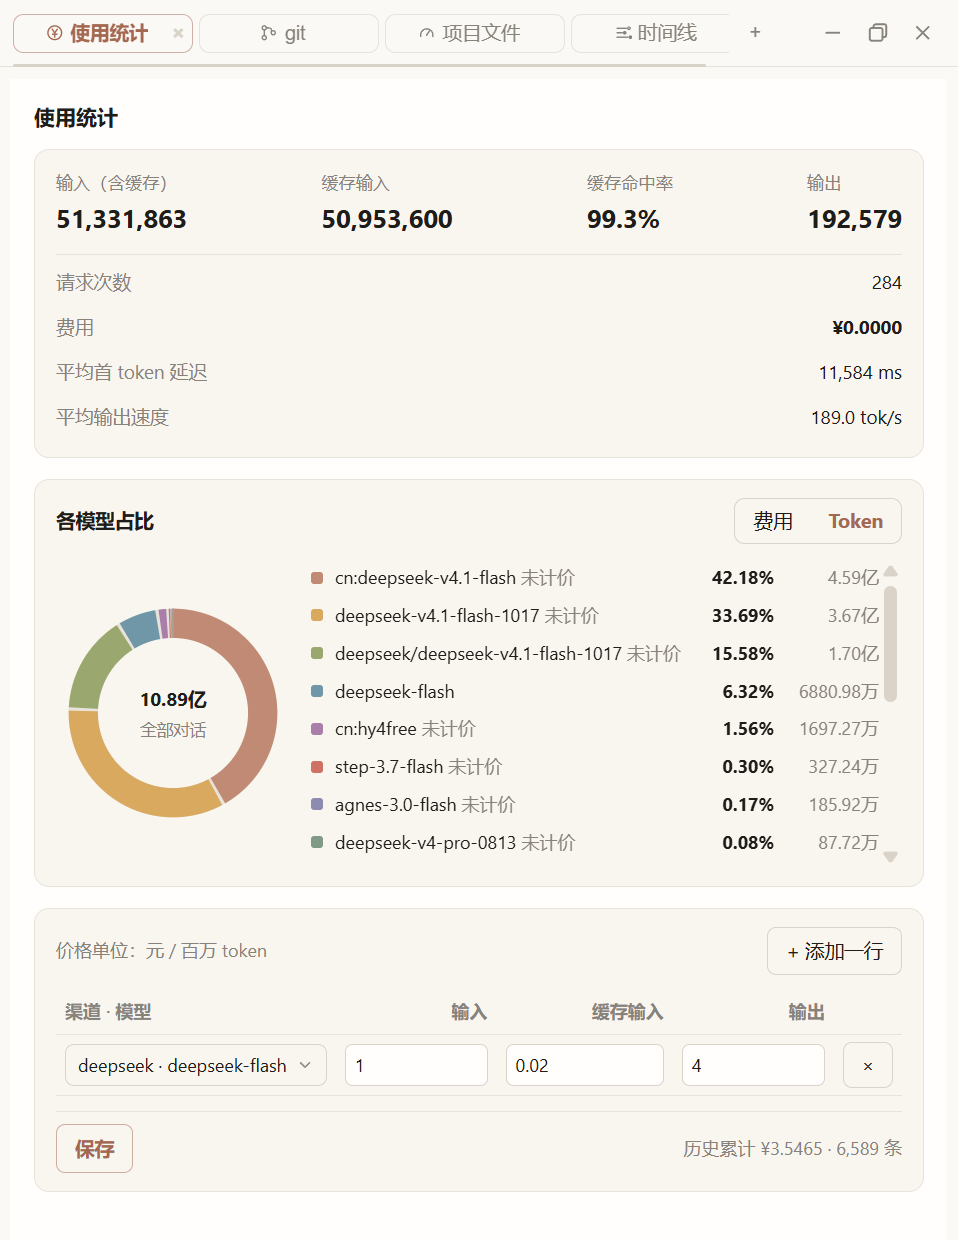 使用统计 ×
git
项目文件
时间线
+
使用统计
输入（含缓存） 缓存输入 缓存命中率 输出
51,331,863 50,953,600 99.3% 192,579
请求次数 284
费用 ¥0.0000
平均首 token 延迟 11,584 ms
平均输出速度 189.0 tok/s
各模型占比 费用 Token
10.89亿
全部对话
cn:deepseek-v4.1-flash 未计价 42.18% 4.59亿
deepseek-v4.1-flash-1017 未计价 33.69% 3.67亿
deepseek/deepseek-v4.1-flash-1017 未计价 15.58% 1.70亿
deepseek-flash 6.32% 6880.98万
cn:hy4free 未计价 1.56% 1697.27万
step-3.7-flash 未计价 0.30% 327.24万
agnes-3.0-flash 未计价 0.17% 185.92万
deepseek-v4-pro-0813 未计价 0.08% 87.72万
价格单位：元 / 百万 token + 添加一行
渠道 · 模型 输入 缓存输入 输出
deepseek · deepseek-flash 1 0.02 4 ×
保存 历史累计 ¥3.5465 · 6,589 条